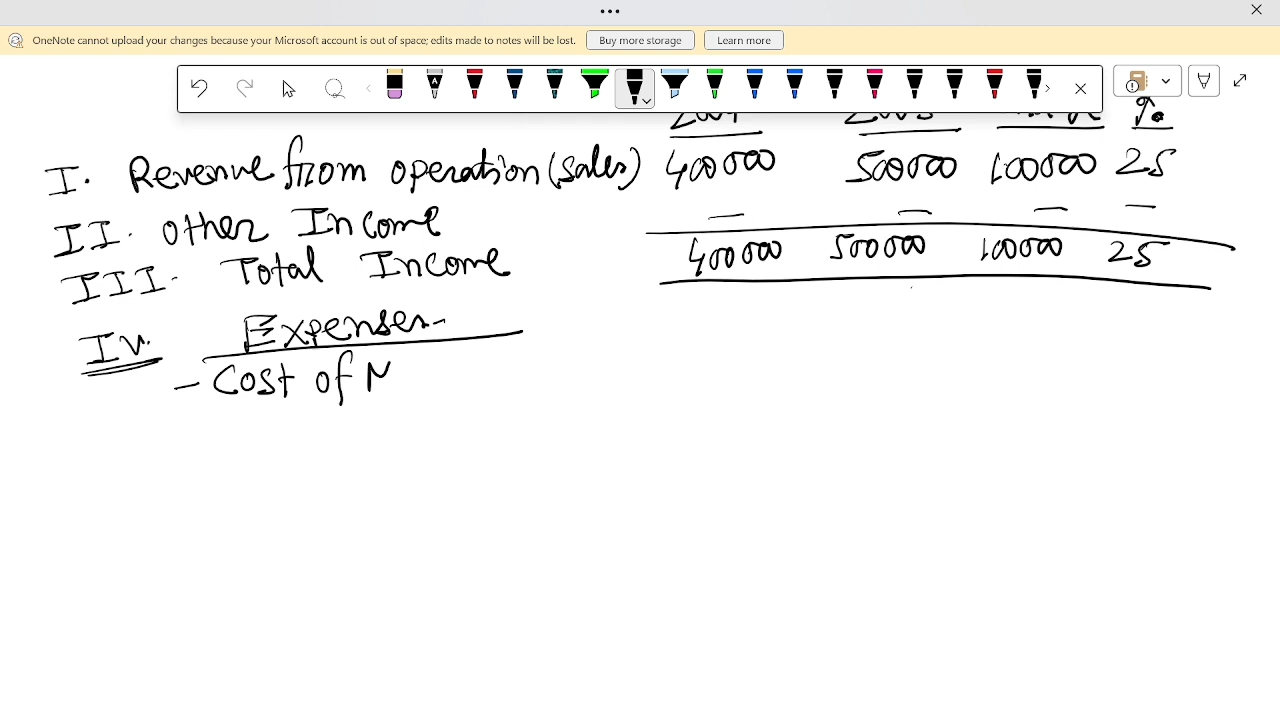 OneNote cannot upload your changes because your Microsoft account is out of space; edits made to notes will be lost. Buy more storage Learn more
%
I. Revenue from operation (sales) 400000 500000 100000 25
II. Other Income — — — —
III. Total Income 400000 500000 100000 25
IV. Expenses-
- Cost of M